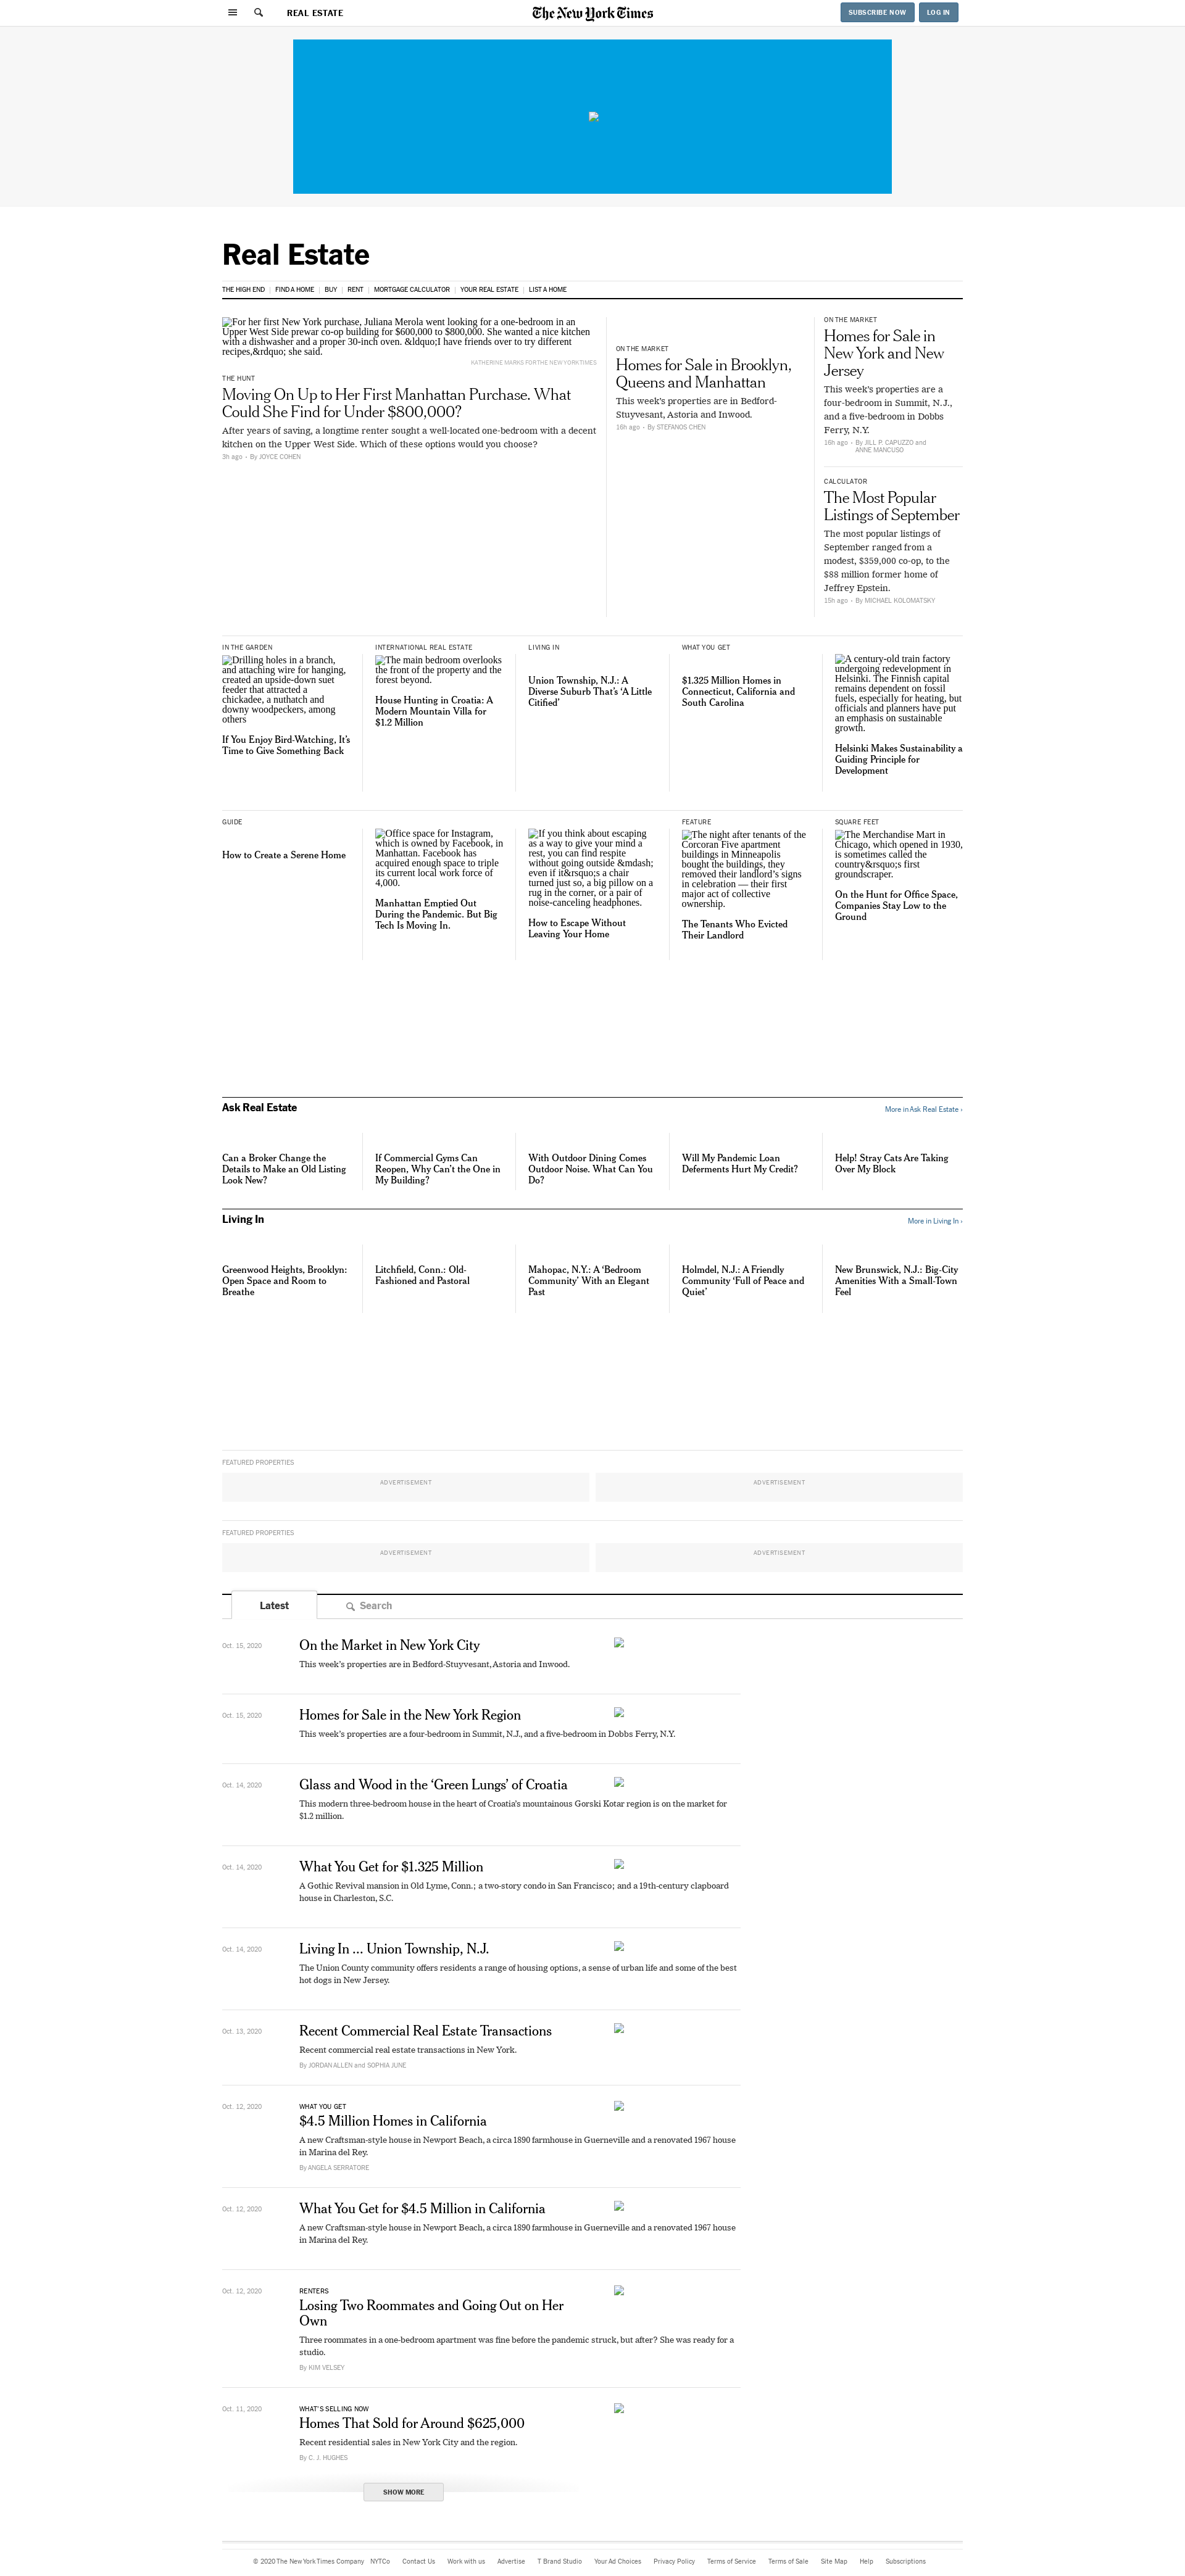 REAL ESTATE
The New York Times
SUBSCRIBE NOW
LOG IN
Real Estate
THE HIGH END
FIND A HOME
BUY
RENT
MORTGAGE CALCULATOR
YOUR REAL ESTATE
LIST A HOME
For her first New York purchase, Juliana Merola went looking for a one-bedroom in an
Upper West Side prewar co-op building for $600,000 to $800,000. She wanted a nice kitchen
with a dishwasher and a proper 30-inch oven. &ldquo;I have friends over to try different
recipes,&rdquo; she said.
KATHERINE MARKS FOR THE NEW YORK TIMES
THE HUNT
Moving On Up to Her First Manhattan Purchase. What
Could She Find for Under $800,000?
After years of saving, a longtime renter sought a well-located one-bedroom with a decent
kitchen on the Upper West Side. Which of these options would you choose?
3h ago - By JOYCE COHEN
ON THE MARKET
Homes for Sale in Brooklyn,
Queens and Manhattan
This week's properties are in Bedford-
Stuyvesant, Astoria and Inwood.
16h ago - By STEFANOS CHEN
ON THE MARKET
Homes for Sale in
New York and New
Jersey
This week's properties are a
four-bedroom in Summit, N.J.,
and a five-bedroom in Dobbs
Ferry, N.Y.
16h ago - By JILL P. CAPUZZO and
ANNE MANCUSO
CALCULATOR
The Most Popular
Listings of September
The most popular listings of
September ranged from a
modest, $359,000 co-op, to the
$88 million former home of
Jeffrey Epstein.
15h ago - By MICHAEL KOLOMATSKY
IN THE GARDEN
Drilling holes in a branch,
and attaching wire for hanging,
created an upside-down suet
feeder that attracted a
chickadee, a nuthatch and
downy woodpeckers, among
others
If You Enjoy Bird-Watching, It's
Time to Give Something Back
INTERNATIONAL REAL ESTATE
The main bedroom overlooks
the front of the property and the
forest beyond.
House Hunting in Croatia: A
Modern Mountain Villa for
$1.2 Million
LIVING IN
Union Township, N.J.: A
Diverse Suburb That's 'A Little
Citified'
WHAT YOU GET
$1.325 Million Homes in
Connecticut, California and
South Carolina
A century-old train factory
undergoing redevelopment in
Helsinki. The Finnish capital
remains dependent on fossil
fuels, especially for heating, but
officials and planners have put
an emphasis on sustainable
growth.
Helsinki Makes Sustainability a
Guiding Principle for
Development
GUIDE
How to Create a Serene Home
Office space for Instagram,
which is owned by Facebook, in
Manhattan. Facebook has
acquired enough space to triple
its current local work force of
4,000.
Manhattan Emptied Out
During the Pandemic. But Big
Tech Is Moving In.
If you think about escaping
as a way to give your mind a
rest, you can find respite
without going outside &mdash;
even if it&rsquo;s a chair
turned just so, a big pillow on a
rug in the corner, or a pair of
noise-canceling headphones.
How to Escape Without
Leaving Your Home
FEATURE
The night after tenants of the
Corcoran Five apartment
buildings in Minneapolis
bought the buildings, they
removed their landlord's signs
in celebration — their first
major act of collective
ownership.
The Tenants Who Evicted
Their Landlord
SQUARE FEET
The Merchandise Mart in
Chicago, which opened in 1930,
is sometimes called the
country&rsquo;s first
groundscraper.
On the Hunt for Office Space,
Companies Stay Low to the
Ground
Ask Real Estate
More in Ask Real Estate ›
Can a Broker Change the
Details to Make an Old Listing
Look New?
If Commercial Gyms Can
Reopen, Why Can't the One in
My Building?
With Outdoor Dining Comes
Outdoor Noise. What Can You
Do?
Will My Pandemic Loan
Deferments Hurt My Credit?
Help! Stray Cats Are Taking
Over My Block
Living In
More in Living In ›
Greenwood Heights, Brooklyn:
Open Space and Room to
Breathe
Litchfield, Conn.: Old-
Fashioned and Pastoral
Mahopac, N.Y.: A 'Bedroom
Community' With an Elegant
Past
Holmdel, N.J.: A Friendly
Community 'Full of Peace and
Quiet'
New Brunswick, N.J.: Big-City
Amenities With a Small-Town
Feel
FEATURED PROPERTIES
ADVERTISEMENT
ADVERTISEMENT
FEATURED PROPERTIES
ADVERTISEMENT
ADVERTISEMENT
Latest
Search
Oct. 15, 2020
On the Market in New York City
This week's properties are in Bedford-Stuyvesant, Astoria and Inwood.
Oct. 15, 2020
Homes for Sale in the New York Region
This week's properties are a four-bedroom in Summit, N.J., and a five-bedroom in Dobbs Ferry, N.Y.
Oct. 14, 2020
Glass and Wood in the 'Green Lungs' of Croatia
This modern three-bedroom house in the heart of Croatia's mountainous Gorski Kotar region is on the market for
$1.2 million.
Oct. 14, 2020
What You Get for $1.325 Million
A Gothic Revival mansion in Old Lyme, Conn.; a two-story condo in San Francisco; and a 19th-century clapboard
house in Charleston, S.C.
Oct. 14, 2020
Living In ... Union Township, N.J.
The Union County community offers residents a range of housing options, a sense of urban life and some of the best
hot dogs in New Jersey.
Oct. 13, 2020
Recent Commercial Real Estate Transactions
Recent commercial real estate transactions in New York.
By JORDAN ALLEN and SOPHIA JUNE
Oct. 12, 2020
WHAT YOU GET
$4.5 Million Homes in California
A new Craftsman-style house in Newport Beach, a circa 1890 farmhouse in Guerneville and a renovated 1967 house
in Marina del Rey.
By ANGELA SERRATORE
Oct. 12, 2020
What You Get for $4.5 Million in California
A new Craftsman-style house in Newport Beach, a circa 1890 farmhouse in Guerneville and a renovated 1967 house
in Marina del Rey.
Oct. 12, 2020
RENTERS
Losing Two Roommates and Going Out on Her
Own
Three roommates in a one-bedroom apartment was fine before the pandemic struck, but after? She was ready for a
studio.
By KIM VELSEY
Oct. 11, 2020
WHAT'S SELLING NOW
Homes That Sold for Around $625,000
Recent residential sales in New York City and the region.
By C. J. HUGHES
SHOW MORE
© 2020 The New York Times Company
NYTCo
Contact Us
Work with us
Advertise
T Brand Studio
Your Ad Choices
Privacy Policy
Terms of Service
Terms of Sale
Site Map
Help
Subscriptions